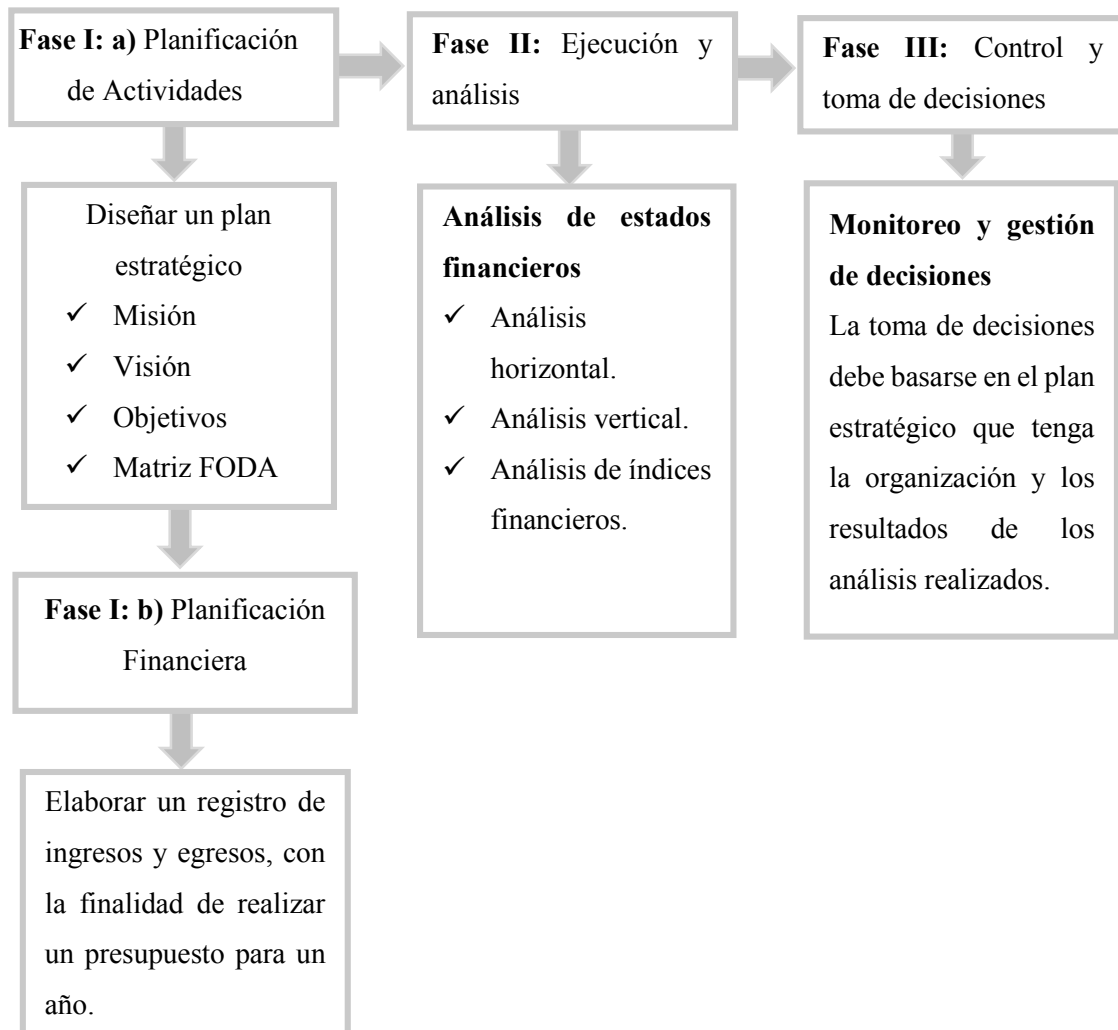 Fase I: a) Planificación
de Actividades
Diseñar un plan
estratégico
✓ Misión
✓ Visión
✓ Objetivos
✓ Matriz FODA
Fase I: b) Planificación
Financiera
Elaborar un registro de
ingresos y egresos, con
la finalidad de realizar
un presupuesto para un
año.
Fase II: Ejecución y
análisis
Análisis de estados
financieros
✓ Análisis
horizontal.
✓ Análisis vertical.
✓ Análisis de índices
financieros.
Fase III: Control y
toma de decisiones
Monitoreo y gestión
de decisiones
La toma de decisiones
debe basarse en el plan
estratégico que tenga
la organización y los
resultados de los
análisis realizados.